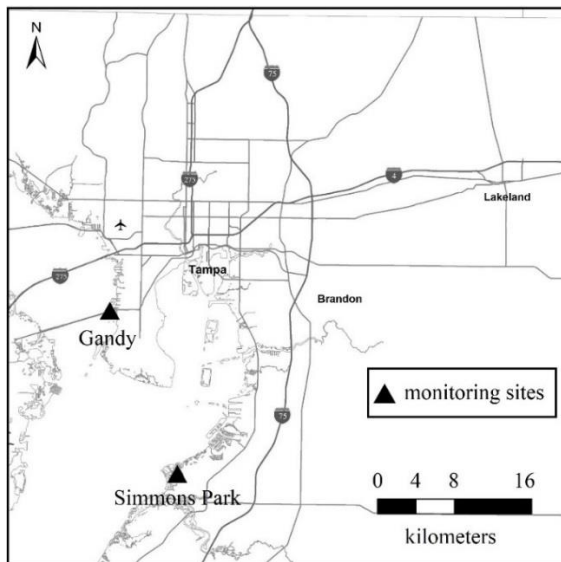 N
75
275
4
Lakeland
Tampa
275
Brandon
Gandy
monitoring sites
75
Simmons Park
0 4 8 16
kilometers